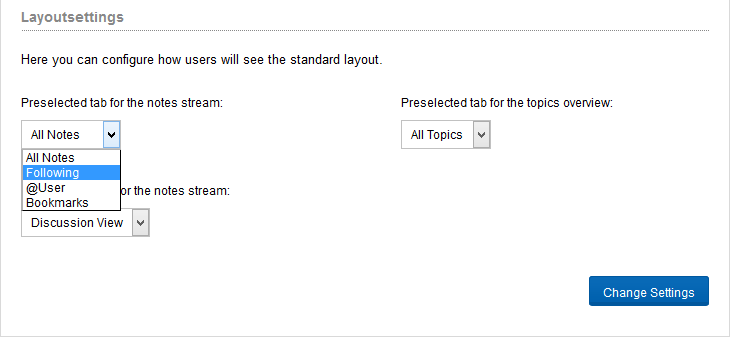 Layoutsettings
Here you can configure how users will see the standard layout.
Preselected tab for the notes stream:
Preselected tab for the topics overview:
All Notes
All Topics
All Notes
Following
@User
Bookmarks
or the notes stream:
Discussion View
Change Settings